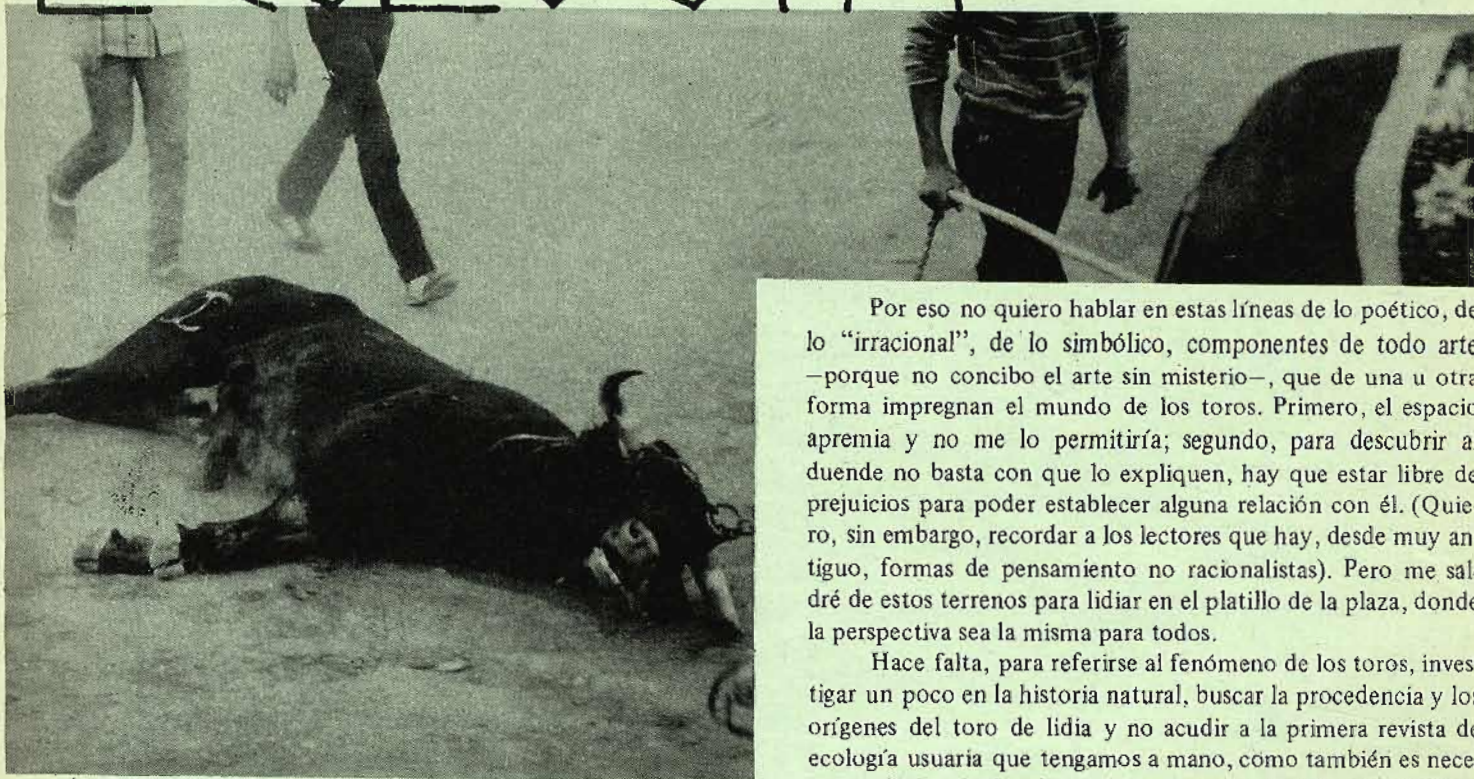 Por eso no quiero hablar en estas líneas de lo poético, de
lo “irracional”, de lo simbólico, componentes de todo arte
—porque no concibo el arte sin misterio—, que de una u otra
forma impregnan el mundo de los toros. Primero, el espacio
apremia y no me lo permitiría; segundo, para descubrir a
duende no basta con que lo expliquen, hay que estar libre de
prejuicios para poder establecer alguna relación con él. (Quie
ro, sin embargo, recordar a los lectores que hay, desde muy an
tiguo, formas de pensamiento no racionalistas). Pero me sal
dré de estos terrenos para lidiar en el platillo de la plaza, donde
la perspectiva sea la misma para todos.
Hace falta, para referirse al fenómeno de los toros, inves
tigar un poco en la historia natural, buscar la procedencia y los
orígenes del toro de lidia y no acudir a la primera revista de
ecología usuaria que tengamos a mano, como también es nece